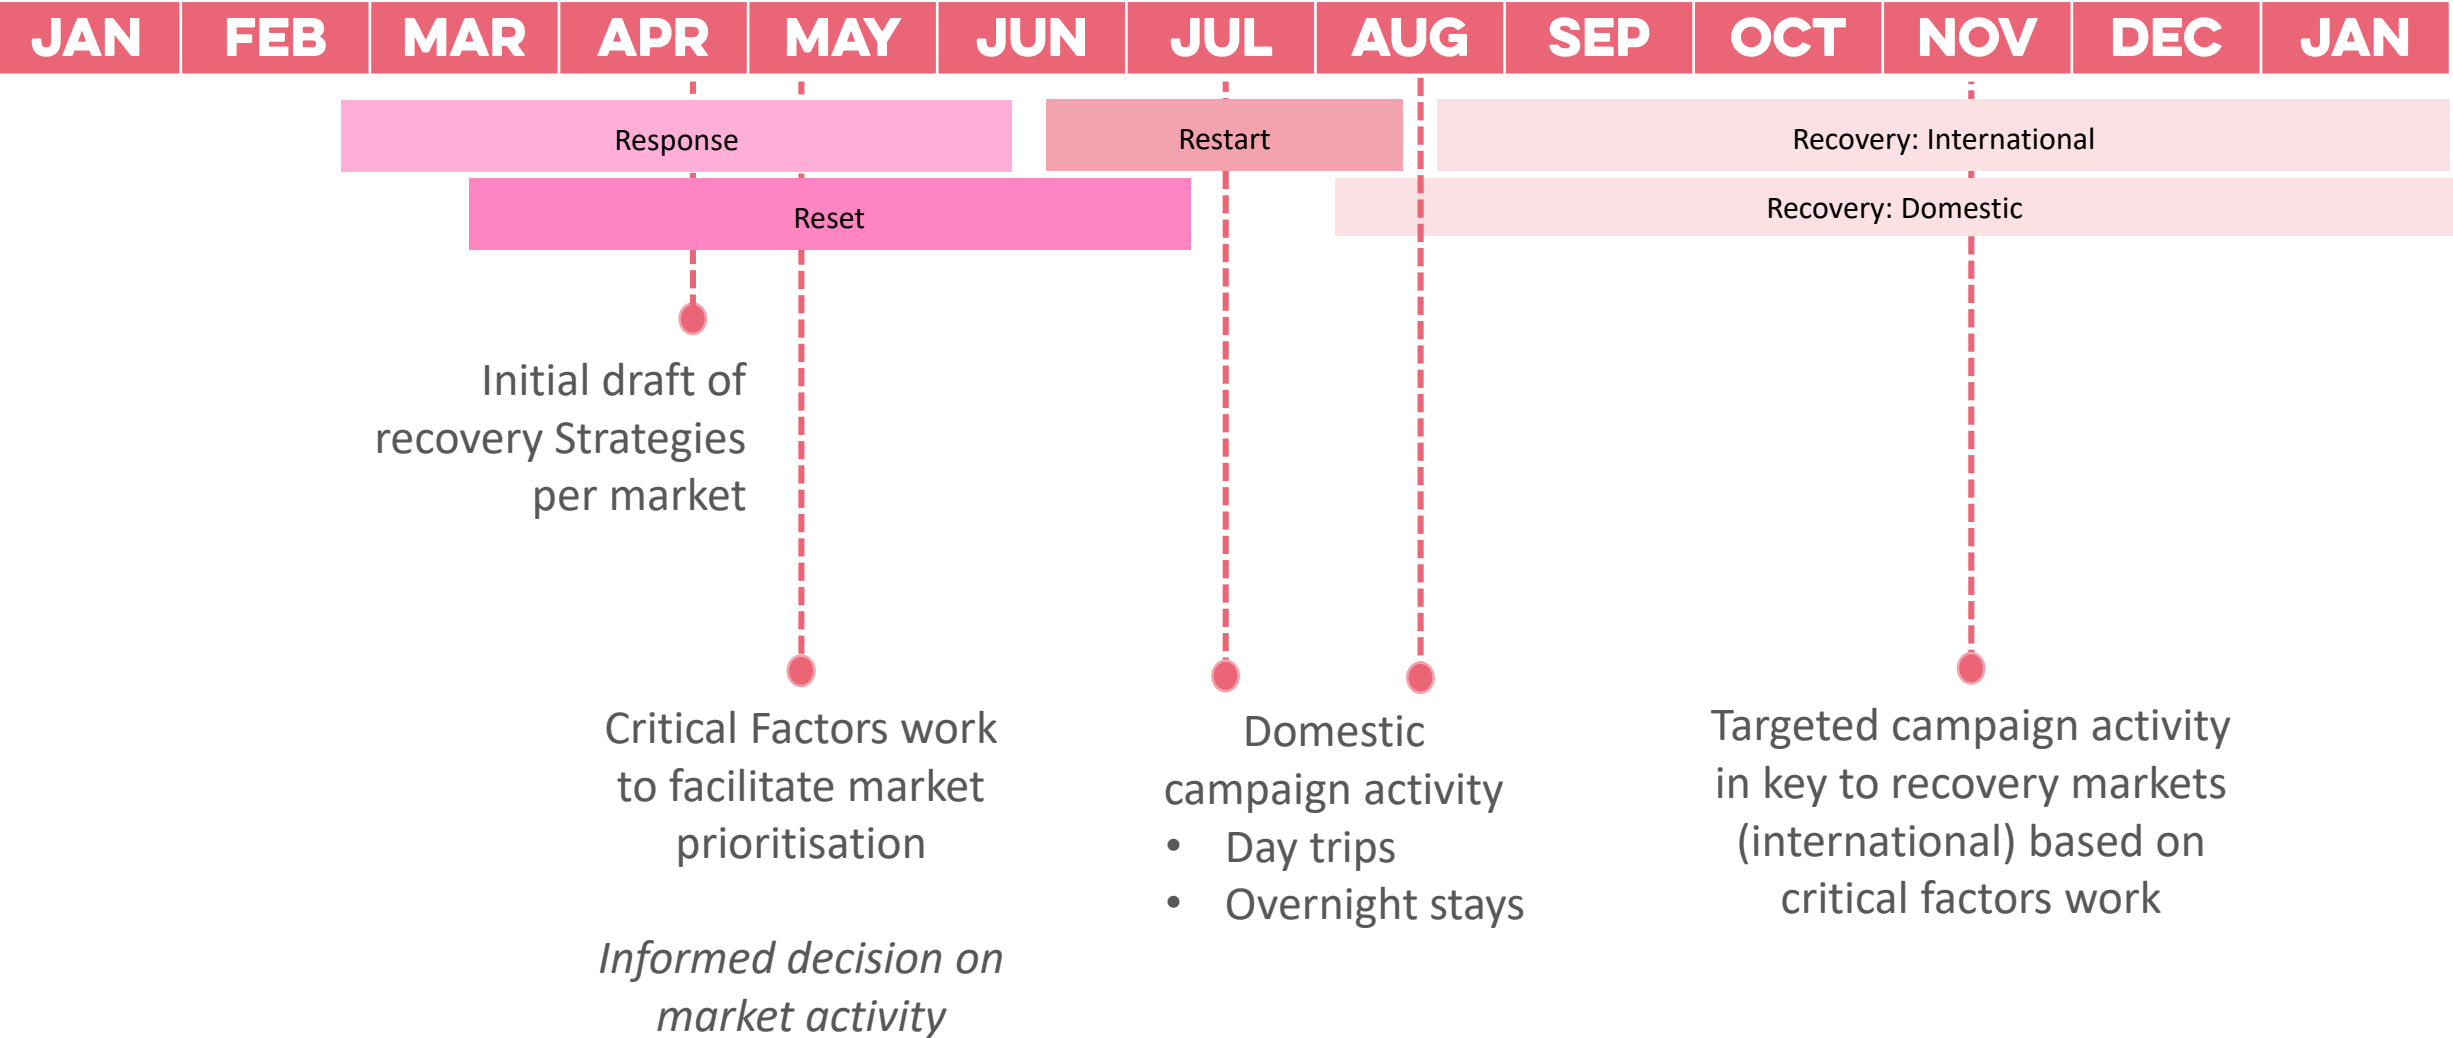 JAN FEB MAR APR MAY JUN JUL AUG SEP OCT NOV DEC JAN
Response Restart Recovery: International
Reset Recovery: Domestic
Initial draft of
recovery Strategies
per market
Critical Factors work
to facilitate market
prioritisation
Informed decision on
market activity
Domestic
campaign activity
• Day trips
• Overnight stays
Targeted campaign activity
in key to recovery markets
(international) based on
critical factors work